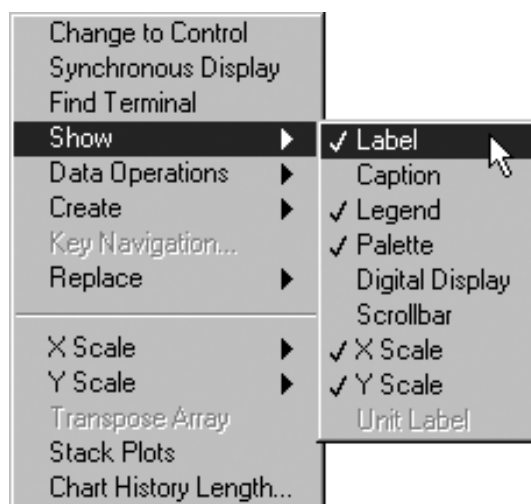 Change to Control
Synchronous Display
Find Terminal
Show
Data Operations
Create
Key Navigation...
Replace
X Scale
Y Scale
Transpose Array
Stack Plots
Chart History Length...
Label
Caption
Legend
Palette
Digital Display
Scrollbar
X Scale
Y Scale
Unit Label